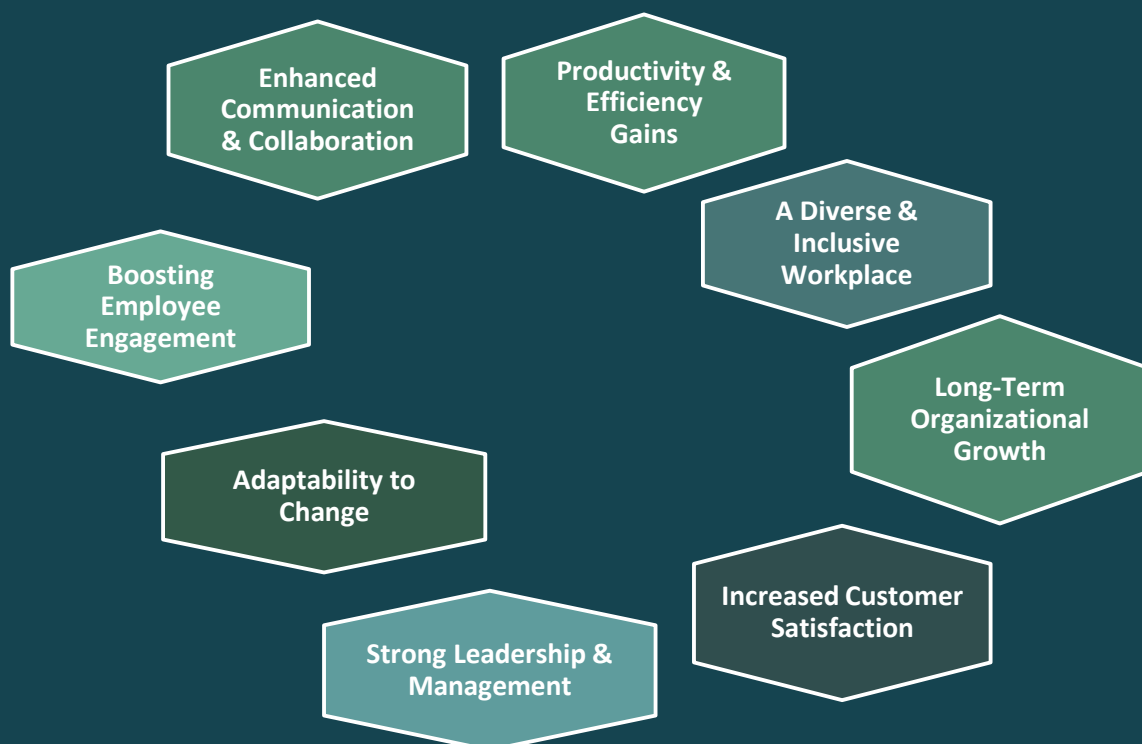 Enhanced
Communication
& Collaboration
Productivity &
Efficiency
Gains
A Diverse &
Inclusive
Workplace
Boosting
Employee
Engagement
Long-Term
Organizational
Growth
Adaptability to
Change
Increased Customer
Satisfaction
Strong Leadership &
Management